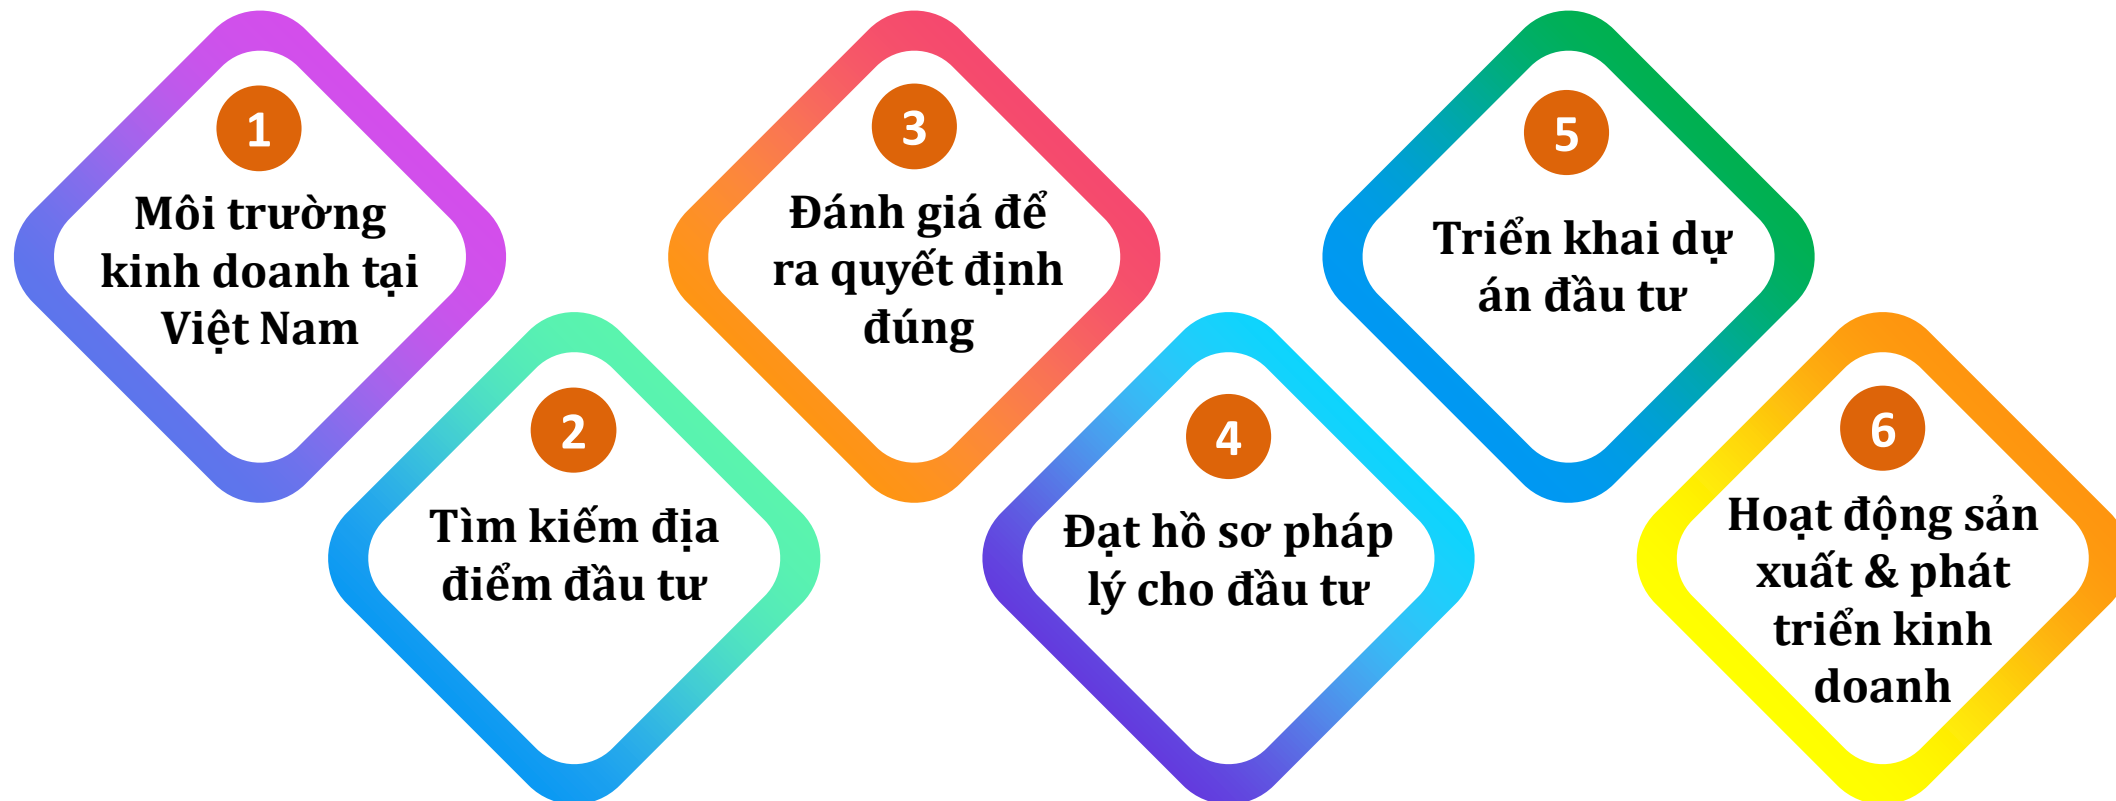 1
Môi trường
kinh doanh tại
Việt Nam
2
Tìm kiếm địa
điểm đầu tư
3
Đánh giá để
ra quyết định
đúng
4
Đạt hồ sơ pháp
lý cho đầu tư
5
Triển khai dự
án đầu tư
6
Hoạt động sản
xuất & phát
triển kinh
doanh